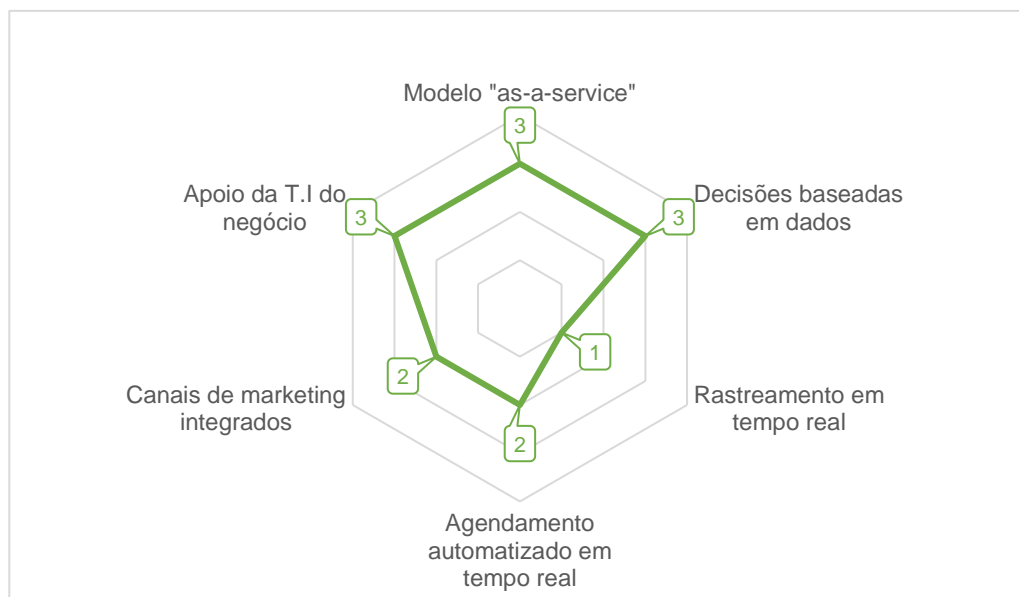 Modelo "as-a-service"
3
Decisões baseadas
em dados
3
1
Rastreamento em
tempo real
2
Agendamento
automatizado em
tempo real
2
Canais de marketing
integrados
3
Apoio da T.I do
negócio